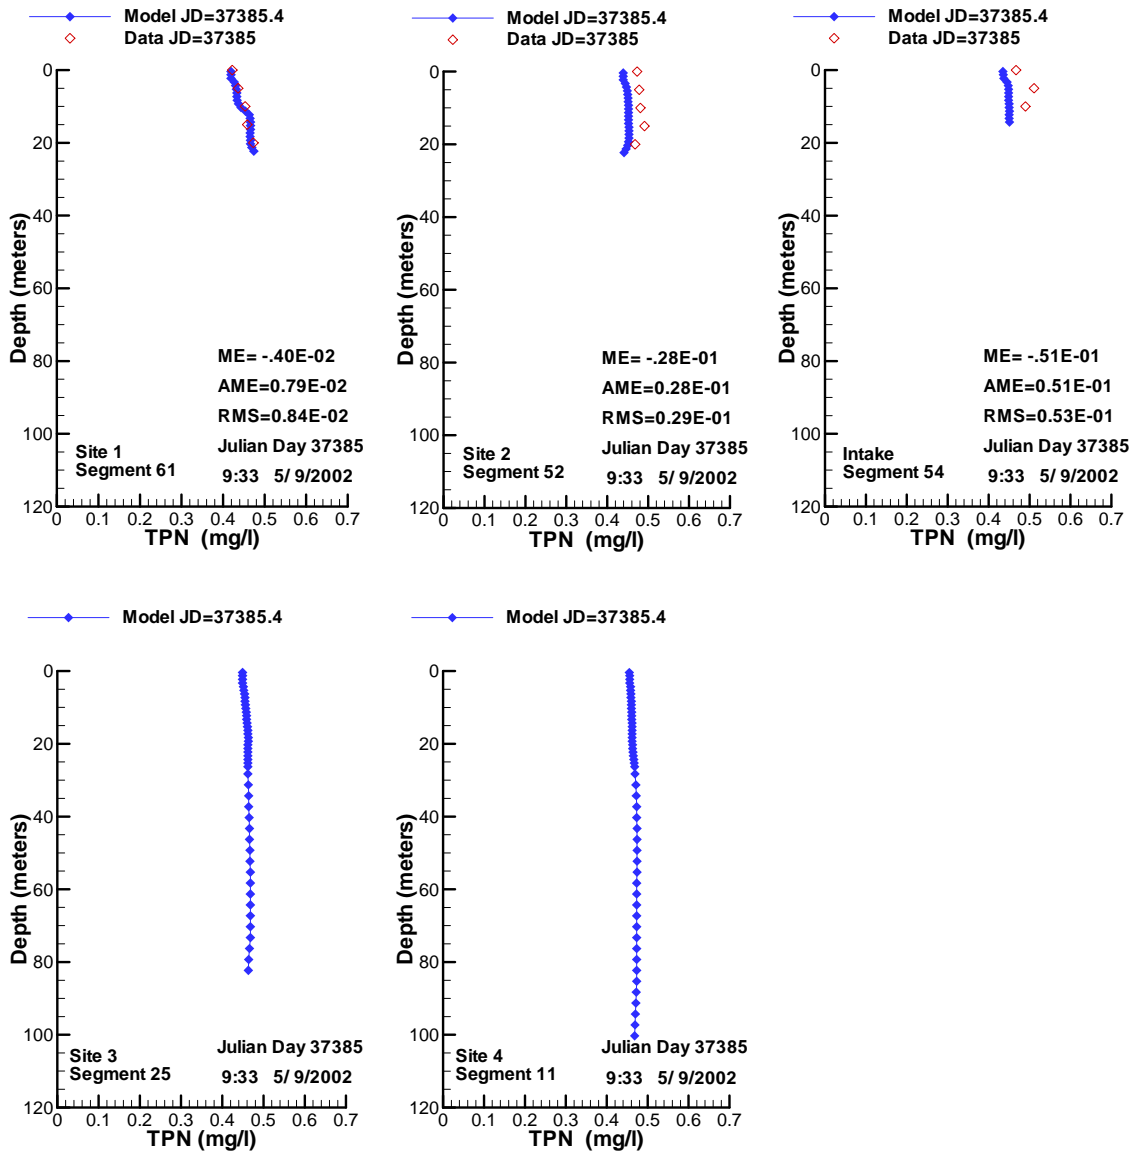 Model JD=37385.4
Data JD=37385
0
20
40
60
80
100
120
Depth (meters)
ME= -.40E-02
AME=0.79E-02
RMS=0.84E-02
Julian Day 37385
9:33 5/ 9/2002
Site 1
Segment 61
0 0.1 0.2 0.3 0.4 0.5 0.6 0.7
TPN (mg/l)
Model JD=37385.4
Data JD=37385
0
20
40
60
80
100
120
Depth (meters)
ME= -.28E-01
AME=0.28E-01
RMS=0.29E-01
Julian Day 37385
9:33 5/ 9/2002
Site 2
Segment 52
0 0.1 0.2 0.3 0.4 0.5 0.6 0.7
TPN (mg/l)
Model JD=37385.4
Data JD=37385
0
20
40
60
80
100
120
Depth (meters)
ME= -.51E-01
AME=0.51E-01
RMS=0.53E-01
Julian Day 37385
9:33 5/ 9/2002
Intake
Segment 54
0 0.1 0.2 0.3 0.4 0.5 0.6 0.7
TPN (mg/l)
Model JD=37385.4
0
20
40
60
80
100
120
Depth (meters)
Julian Day 37385
9:33 5/ 9/2002
Site 3
Segment 25
0 0.1 0.2 0.3 0.4 0.5 0.6 0.7
TPN (mg/l)
Model JD=37385.4
0
20
40
60
80
100
120
Depth (meters)
Julian Day 37385
9:33 5/ 9/2002
Site 4
Segment 11
0 0.1 0.2 0.3 0.4 0.5 0.6 0.7
TPN (mg/l)